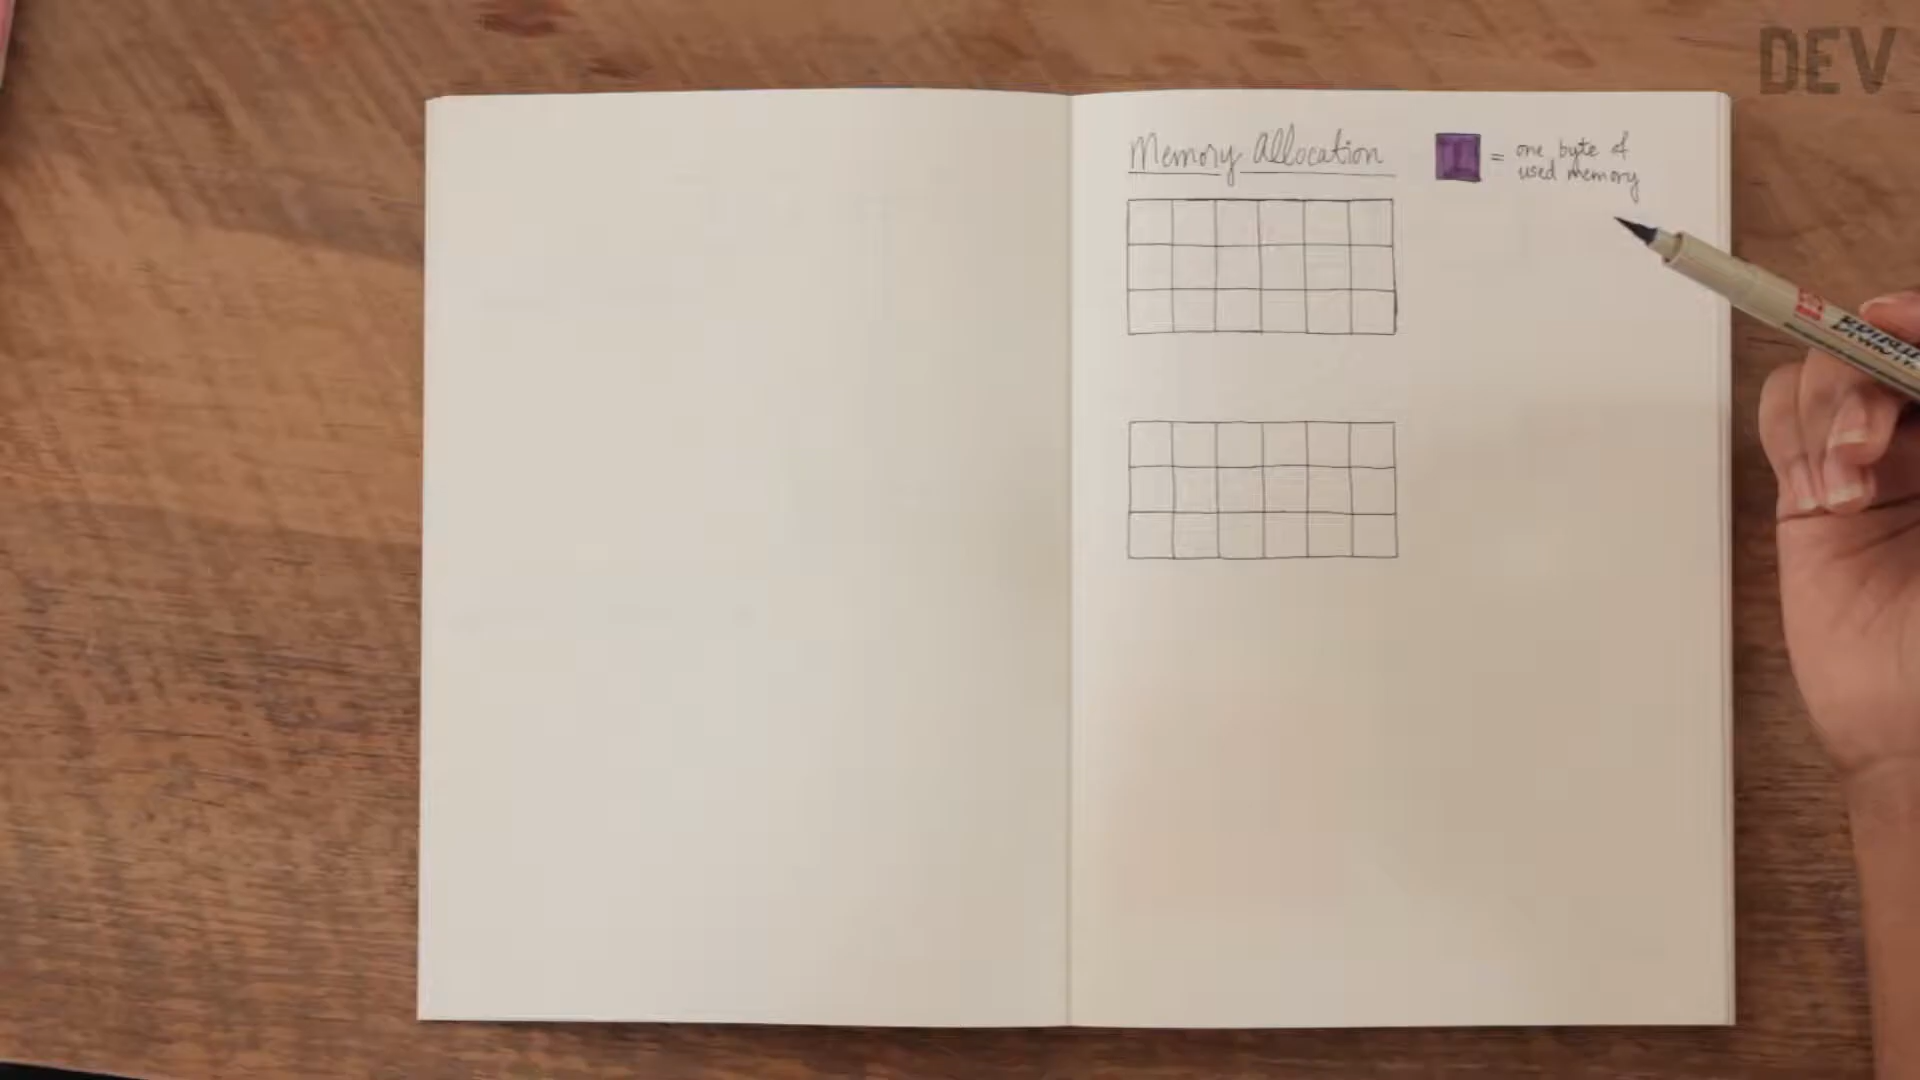 DEV
Memory Allocation
= one byte of
used memory